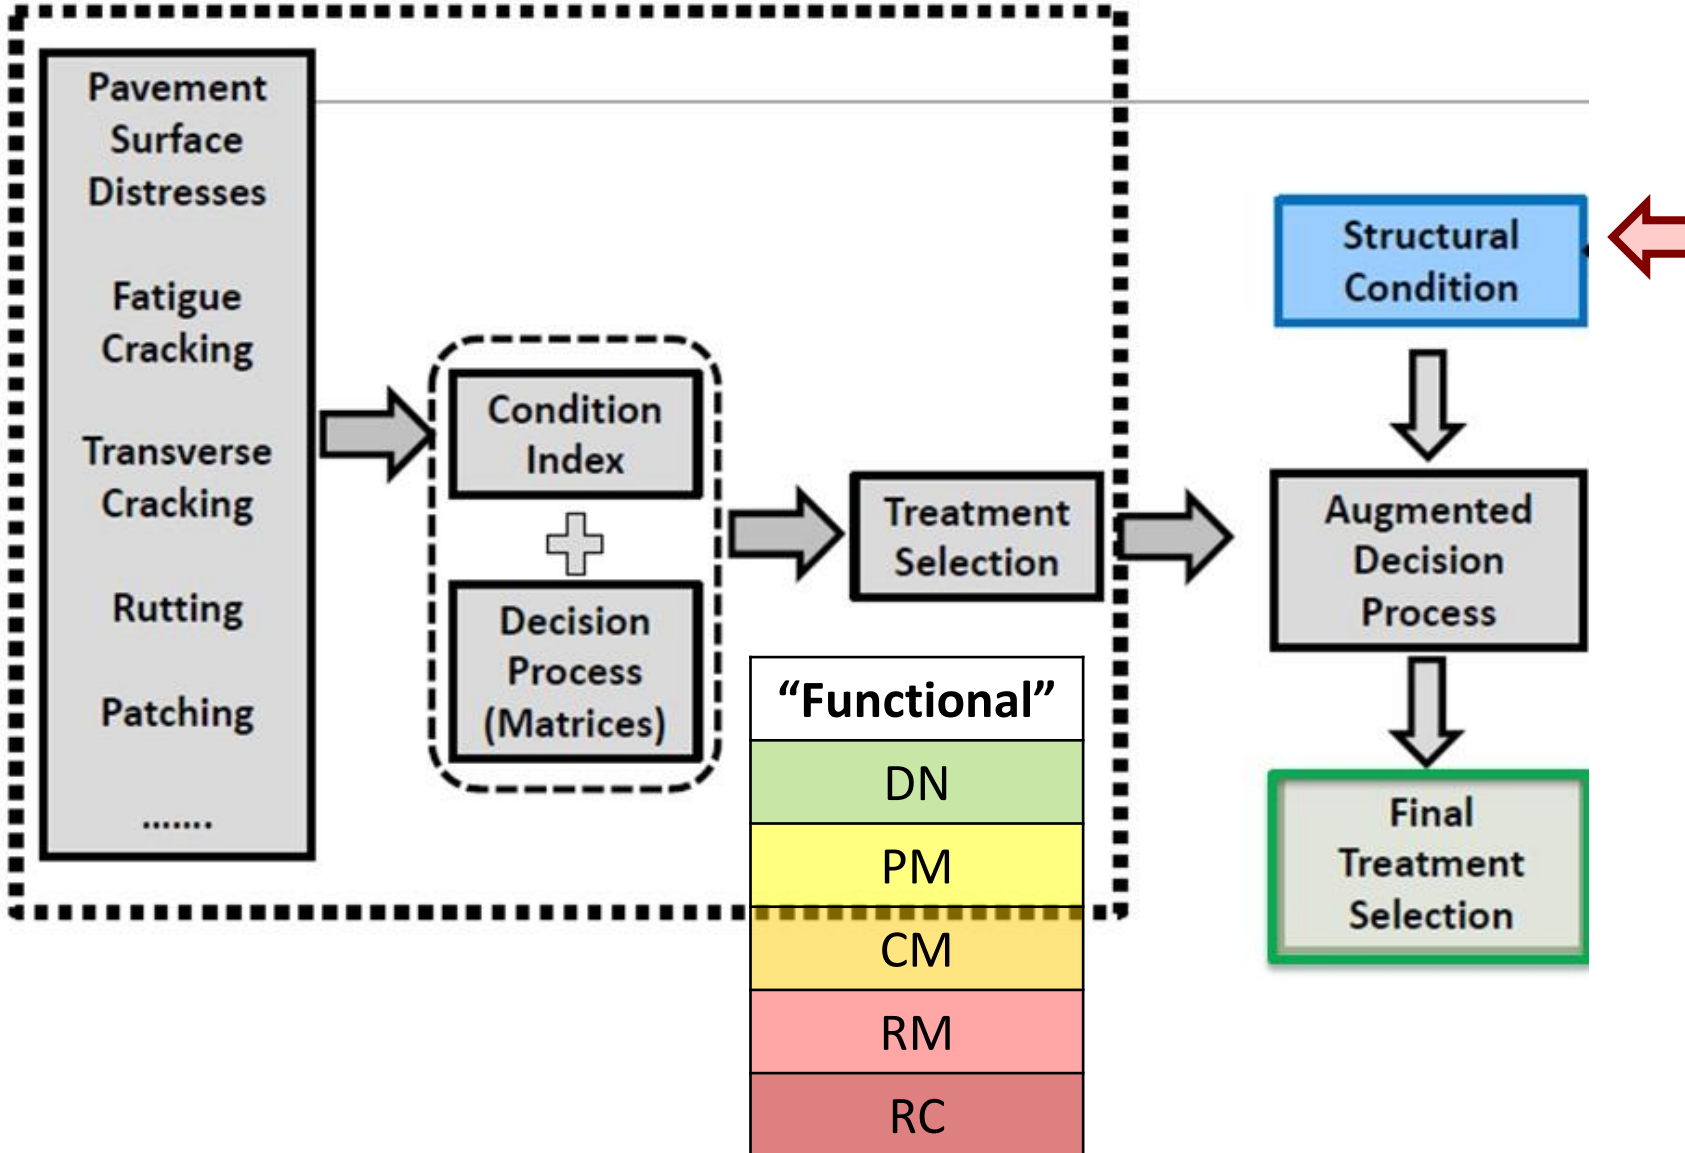 Pavement
Surface
Distresses
Fatigue
Cracking
Transverse
Cracking
Rutting
Patching
.......
Condition
Index
Decision
Process
(Matrices)
Treatment
Selection
“Functional”
DN
PM
CM
RM
RC
Structural
Condition
Augmented
Decision
Process
Final
Treatment
Selection